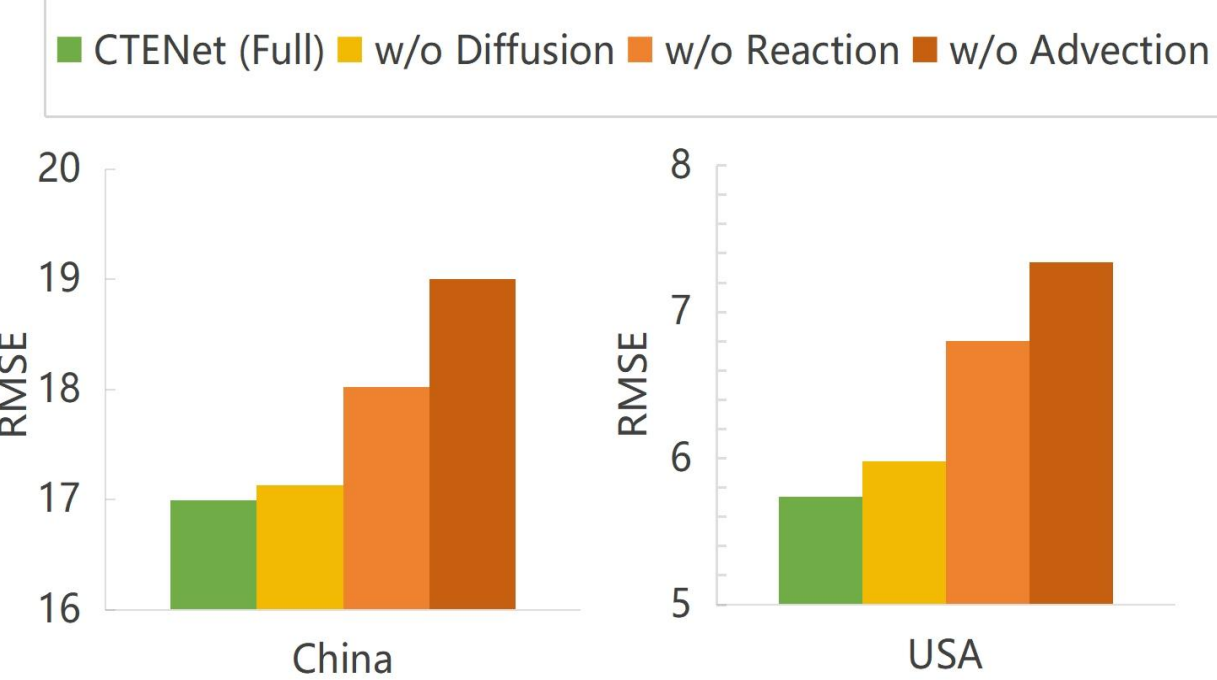 CTENet (Full) w/o Diffusion w/o Reaction w/o Advection
20
19
18
17
16
RMSE
China
8
7
6
5
RMSE
USA